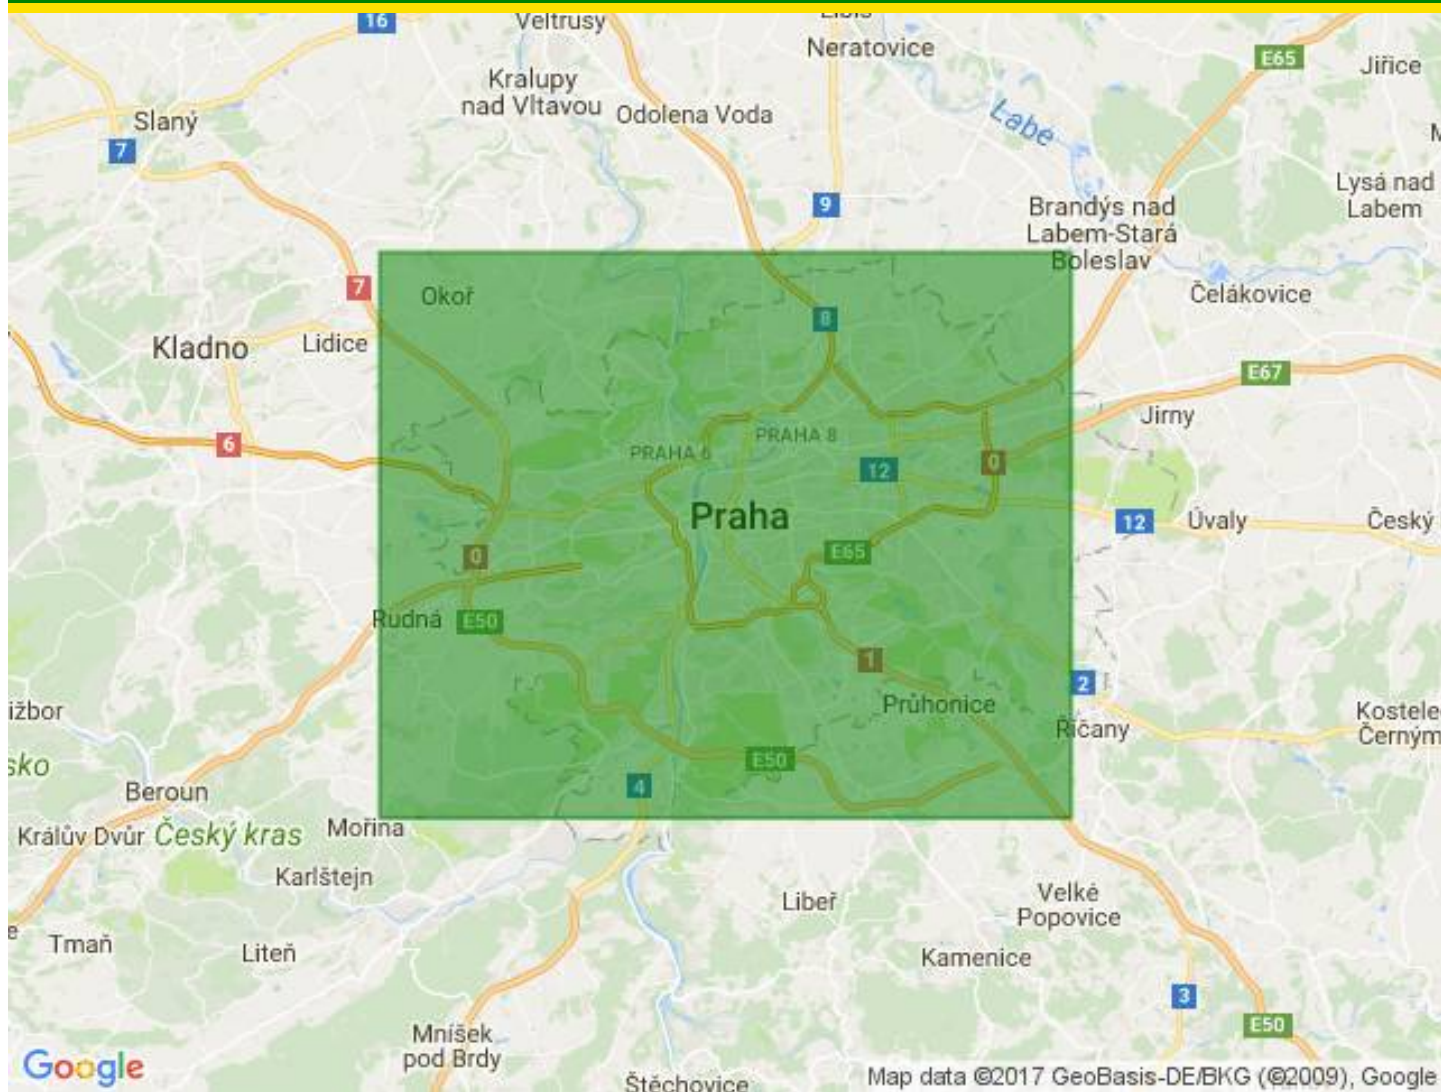 16
Veltrusy
Neratovice
E65
Jiřice
Kralupy
nad Vltavou
Odolena Voda
Slaný
7
Labe
Lysá nad
Labem
9
Brandýs nad
Labem-Stará
Boleslav
7
Okoř
Čelákovice
8
Kladno
Lidice
E67
Jirny
6
PRAHA 8
PRAHA 6
0
12
Praha
12
Úvaly
Český
0
E65
Rudná
E50
1
2
Průhonice
ižbor
Říčany
Kostele
Černým
sko
E50
4
Beroun
Králův Dvůr
Český kras
Mořina
Karlštejn
Libeř
Velké
Popovice
e
Tmaň
Liteň
Kamenice
3
E50
Mníšek
pod Brdy
Google
Štěchovice
Map data ©2017 GeoBasis-DE/BKG (©2009), Google